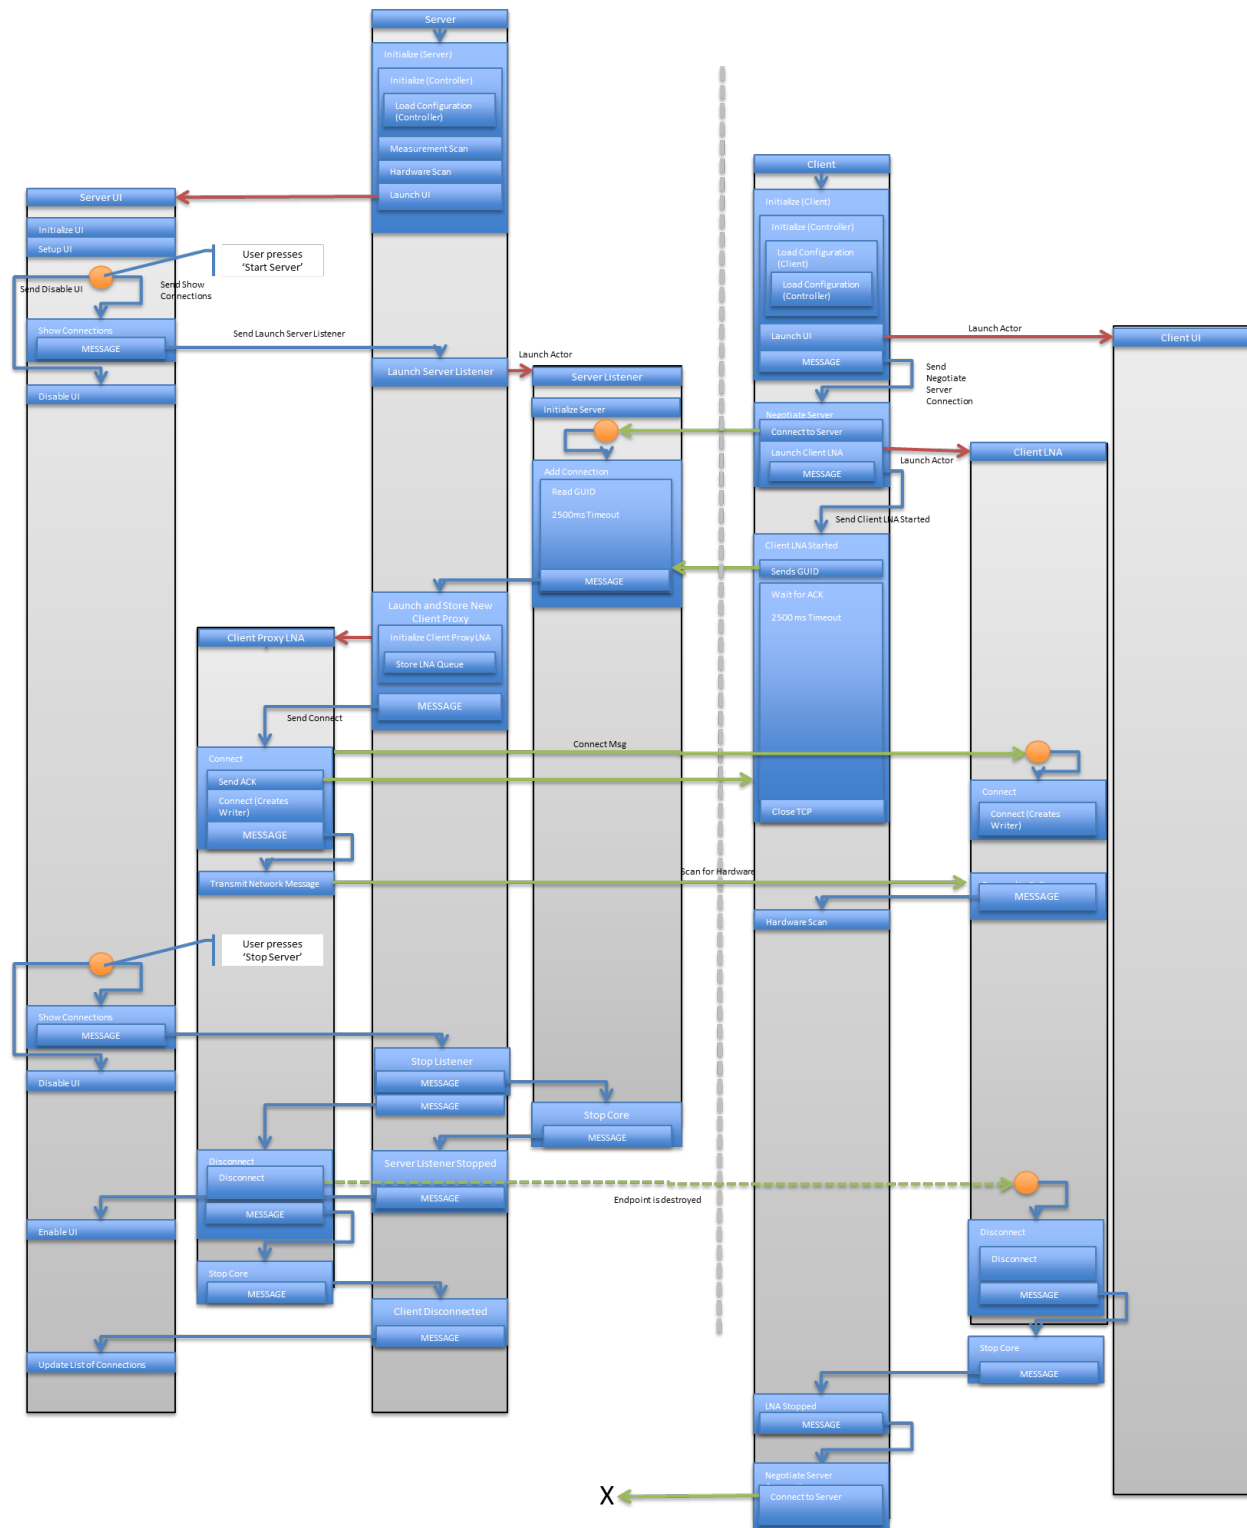 Server
Initialize (Server)
Initialize (Controller)
Load Configuration
(Controller)
Measurement Scan
Hardware Scan
Launch UI
Client
Server UI
Initialize (Client)
Initialize UI
Initialize (Controller)
Setup UI
User presses
'Start Server'
Load Configuration
(Client)
Send Disable UI
Send Show
Connections
Load Configuration
(Controller)
Show Connections
MESSAGE
Send Launch Server Listener
Launch UI
Launch Actor
Client UI
MESSAGE
Launch Actor
Launch Server Listener
Server Listener
Send
Negotiate
Server
Connection
Disable UI
Initialize Server
Negotiate Server
Connect to Server
Launch Client LNA
Launch Actor
Client LNA
MESSAGE
Add Connection
Read GUID
2500ms Timeout
Send Client LNA Started
Client LNA Started
Sends GUID
MESSAGE
Wait for ACK
2500 ms Timeout
Launch and Store New
Client Proxy
Client Proxy LNA
Initialize Client Proxy LNA
Store LNA Queue
MESSAGE
Send Connect
Connect Msg
Connect
Send ACK
Connect (Creates
Writer)
MESSAGE
Connect
Connect (Creates
Writer)
Close TCP
Transmit Network Message
Scan for Hardware
MESSAGE
Hardware Scan
User presses
'Stop Server'
Show Connections
MESSAGE
Stop Listener
MESSAGE
Disable UI
MESSAGE
Stop Core
MESSAGE
Disconnect
Disconnect
Server Listener Stopped
MESSAGE
Endpoint is destroyed
MESSAGE
Enable UI
Disconnect
Disconnect
Stop Core
MESSAGE
MESSAGE
Client Disconnected
MESSAGE
Stop Core
MESSAGE
Update List of Connections
LNA Stopped
MESSAGE
Negotiate Server
Connect to Server
X